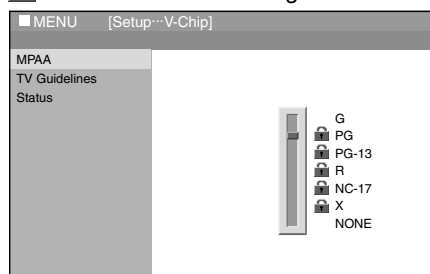 MENU [Setup···V-Chip]
MPAA
TV Guidelines
Status
G
PG
PG-13
R
NC-17
X
NONE